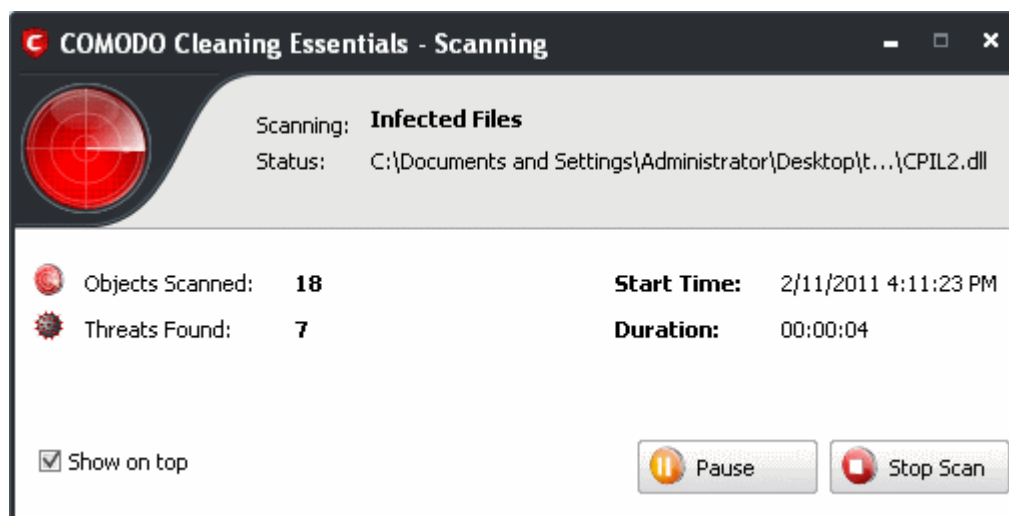 COMODO Cleaning Essentials - Scanning
Scanning: Infected Files
Status: C:\Documents and Settings\Administrator\Desktop\t...\CPIL2.dll
Objects Scanned: 18 Start Time: 2/11/2011 4:11:23 PM
Threats Found: 7 Duration: 00:00:04
Show on top Pause Stop Scan